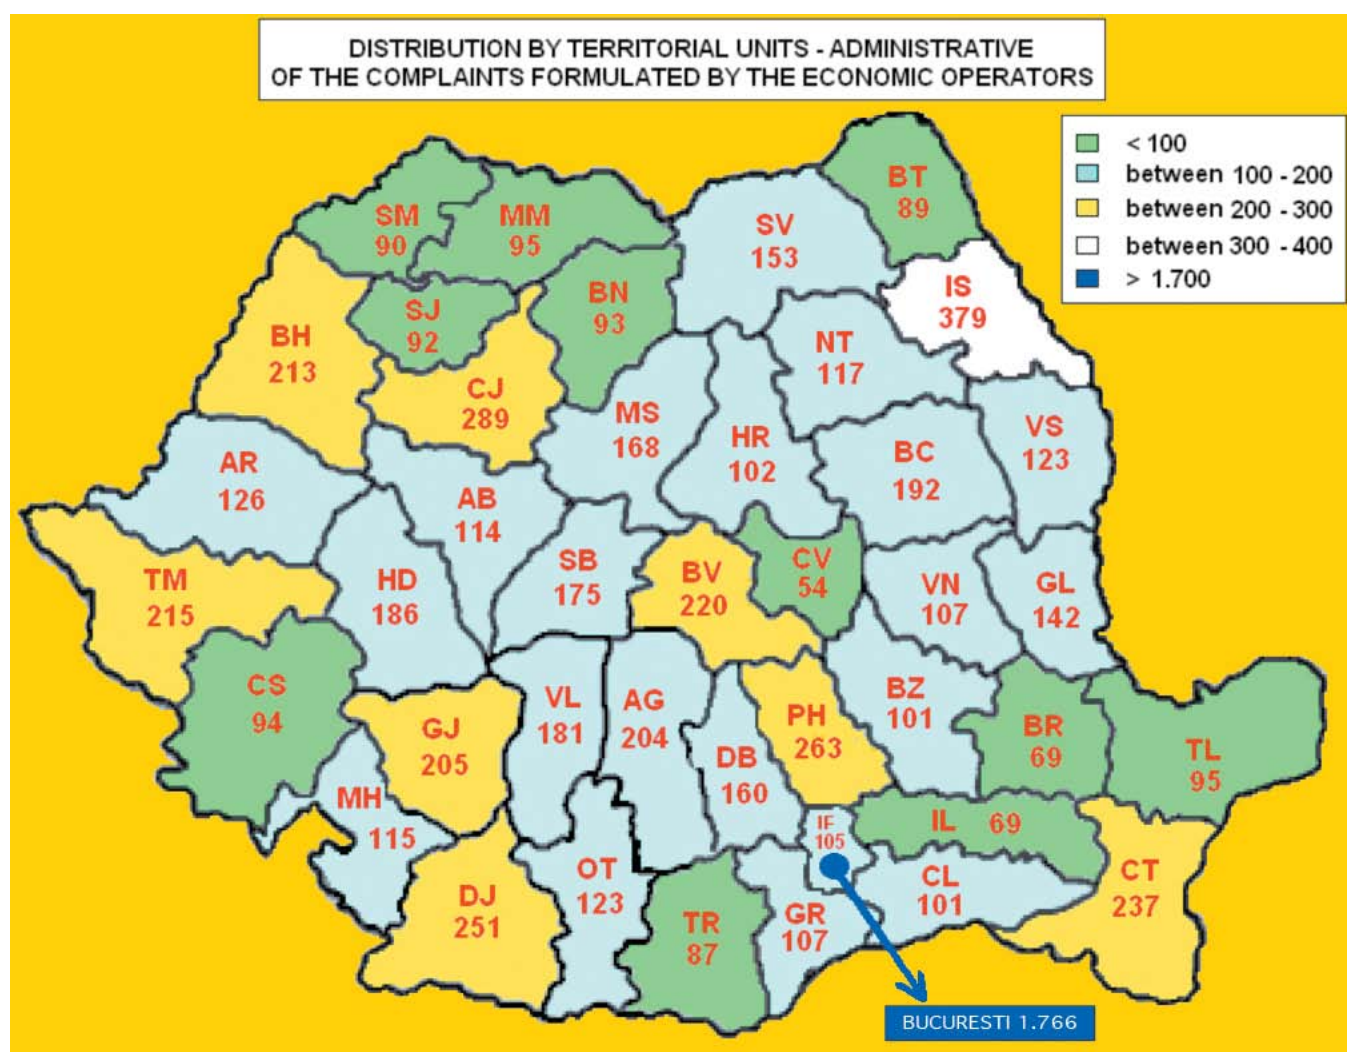 DISTRIBUTION BY TERRITORIAL UNITS - ADMINISTRATIVE
OF THE COMPLAINTS FORMULATED BY THE ECONOMIC OPERATORS
< 100
between 100 - 200
between 200 - 300
between 300 - 400
> 1.700
BT
89
SM
90
MM
95
SV
153
IS
379
BN
93
SJ
92
BH
213
NT
117
CJ
289
MS
168
HR
102
BC
192
VS
123
AR
126
AB
114
SB
175
CV
54
BV
220
TM
215
HD
186
VN
107
GL
142
CS
94
VL
181
AG
204
BZ
101
PH
263
GJ
205
BR
69
TL
95
DB
160
MH
115
IF
105
IL 69
OT
123
CL
101
CT
237
DJ
251
TR
87
GR
107
BUCURESTI 1.766